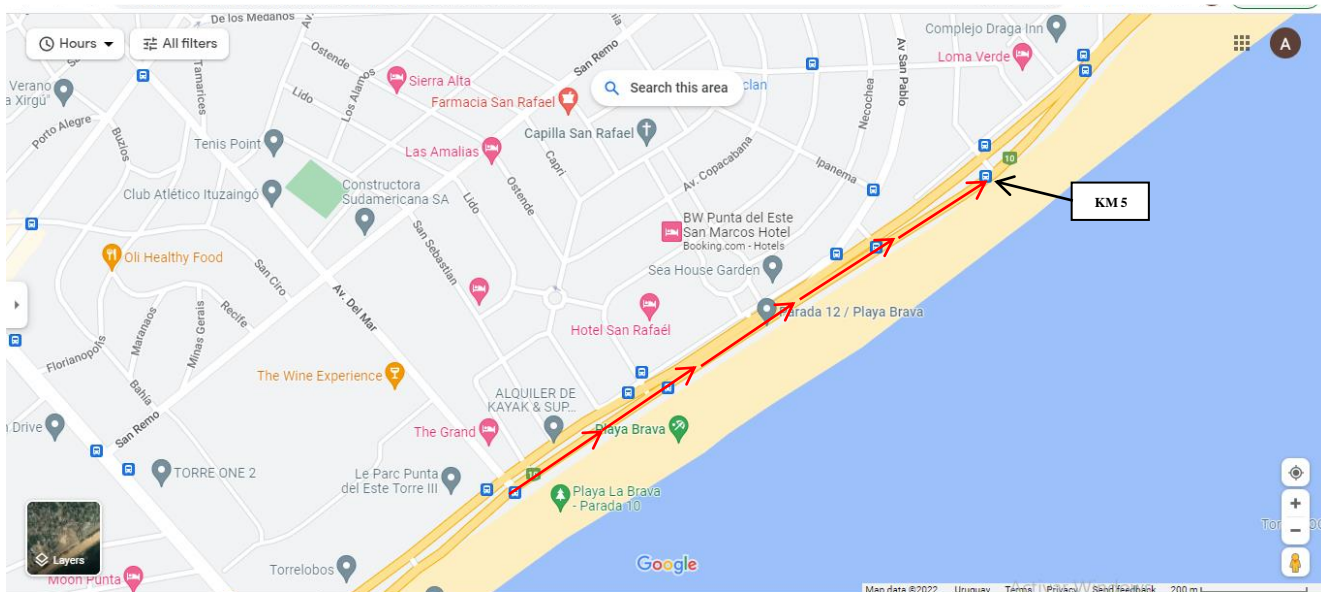 De los Medanos
Hours
All filters
Complejo Draga Inn
Loma Verde
A
Av San Pablo
San Remo
Ostende
Sierra Alta
Search this area
clan
Tamarices
Verano
a Xirgú"
Lido
Los Alamos
Farmacia San Rafael
Necochea
Porto Alegre
Buzios
Tenis Point
Las Amalias
Capilla San Rafael
Capri
Av. Copacabana
Ipanema
10
KM 5
Club Atlético Ituzaingó
Constructora
Sudamericana SA
Lido
Ostende
BW Punta del Este
San Marcos Hotel
Booking.com - Hotels
San Sebastian
Oli Healthy Food
San Ciro
Sea House Garden
Av. Del Mar
Recife
Maranaos
Minas Gerais
Hotel San Rafaél
Parada 12 / Playa Brava
Florianopolis
Bahía
The Wine Experience
ALQUILER DE
KAYAK & SUP...
n Drive
San Remo
The Grand
Playa Brava
TORRE ONE 2
Le Parc Punta
del Este Torre III
10
Playa La Brava
- Parada 10
Layers
Moon Punta
Torrelobos
Google
Activar Windows
Map data ©2022 Uruguay Terms Privacy Send feedback 200 m